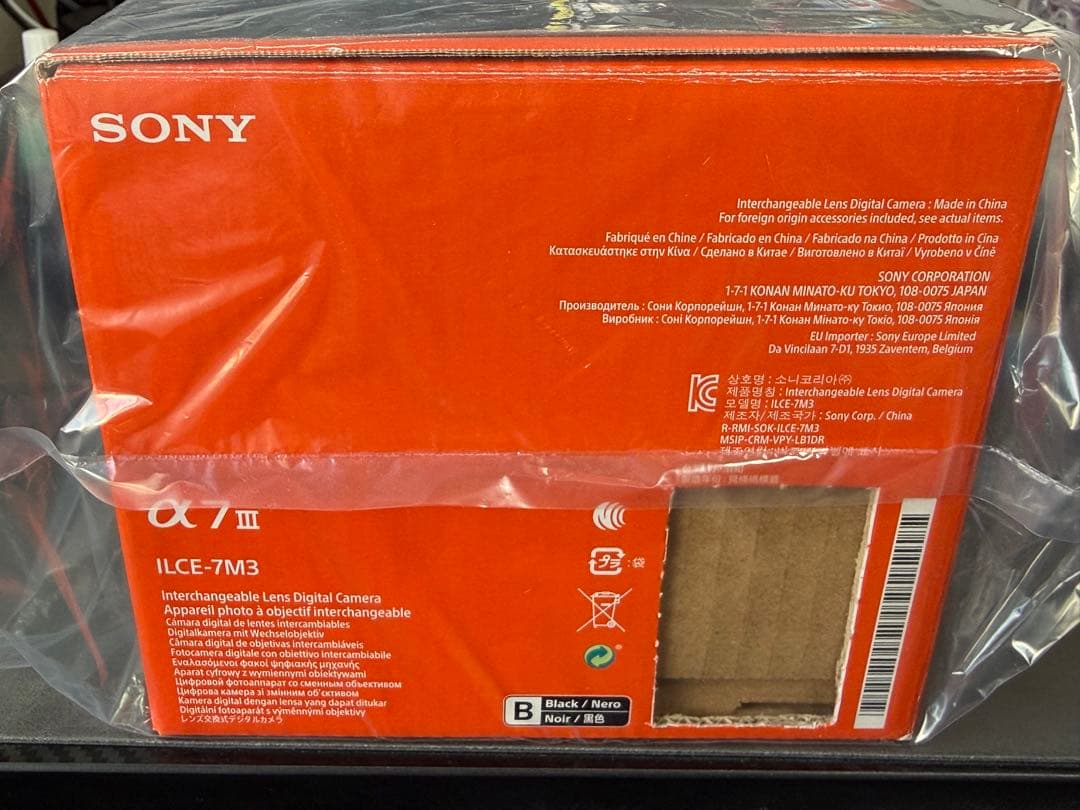 SONY
Interchangeable Lens Digital Camera : Made in China
For foreign origin accessories included, see actual items.
Fabriqué en Chine / Fabricado en China / Fabricado na China / Prodotto in Cina
Κατασκευάστηκε στην Κίνα / Сделано в Китае / Виготовлено в Китаї / Vyrobeno v Číně
SONY CORPORATION
1-7-1 KONAN MINATO-KU TOKYO, 108-0075 JAPAN
Производитель : Сони Корпорейшн, 1-7-1 Конан Минато-ку Токио, 108-0075 Япония
Виробник : Соні Корпорейшн, 1-7-1 Конан Мінато-ку Токіо, 108-0075 Японія
EU Importer : Sony Europe Limited
Da Vincilaan 7-D1, 1935 Zaventem, Belgium
상호명 : 소니코리아㈜
제품명칭 : Interchangeable Lens Digital Camera
모델명 : ILCE-7M3
제조자/제조국가 : Sony Corp. / China
R-RMI-SOK-ILCE-7M3
MSIP-CRM-VPY-LB1DR
α7III
ILCE-7M3
Interchangeable Lens Digital Camera
Appareil photo à objectif interchangeable
Cámara digital de lentes intercambiables
Digitalkamera mit Wechselobjektiv
Câmara digital de objetivas intercambiáveis
Fotocamera digitale con obiettivo intercambiabile
Εναλασόμενοι φακοί ψηφιακής μηχανής
Aparat cyfrowy z wymiennymi obiektywami
Цифровой фотоаппарат со сменным объективом
Цифрова камера зі змінним об'єктивом
Kamera digital dengan lensa yang dapat ditukar
Digitální fotoaparát s výměnnými objektivy
レンズ交換式デジタルカメラ
プラ : 袋
B Black / Nero
Noir / 黒色